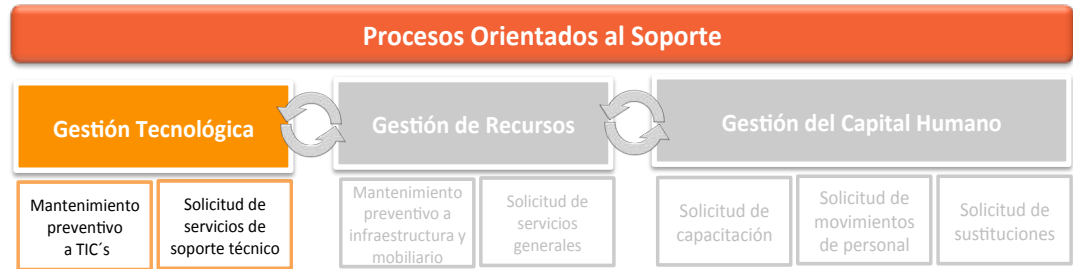 Procesos Orientados al Soporte
Gestión Tecnológica
Gestión de Recursos
Gestión del Capital Humano
Mantenimiento
preventivo
a TIC´s
Solicitud de
servicios de
soporte técnico
Mantenimiento
preventivo a
infraestructura y
mobiliario
Solicitud de
servicios
generales
Solicitud de
capacitación
Solicitud de
movimientos
de personal
Solicitud de
sustituciones